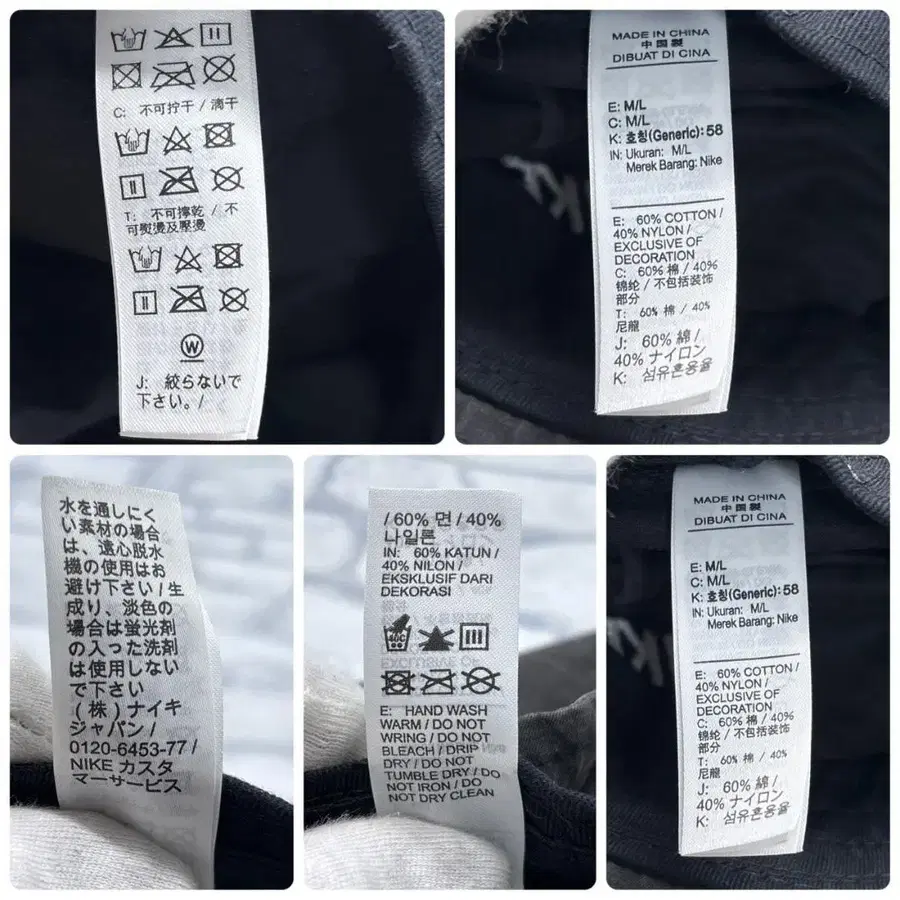 C: 不可拧干 / 滴干
T: 不可擰乾 / 不
可熨燙及壓燙
W
J: 絞らないで
下さい。/
MADE IN CHINA
中国製
DIBUAT DI CINA
E: M/L
C: M/L
K: 호칭(Generic): 58
IN: Ukuran: M/L
Merek Barang: Nike
E: 60% COTTON /
40% NYLON /
EXCLUSIVE OF
DECORATION
C: 60% 棉 / 40%
锦纶 / 不包括装饰
部分
T: 60% 棉 / 40%
尼龍
J: 60% 綿 /
40% ナイロン
K: 섬유혼용율
水を通しにく
い素材の場合
は、遠心脱水
機の使用はお
避け下さい / 生
成り、淡色の
場合は蛍光剤
の入った洗剤
は使用しない
で下さい
(株) ナイキ
ジャパン /
0120-6453-77 /
NIKE カスタ
マーサービス
/ 60% 면 / 40%
나일론
IN: 60% KATUN /
40% NILON /
EKSKLUSIF DARI
DEKORASI
40C
E: HAND WASH
WARM / DO NOT
WRING / DO NOT
BLEACH / DRIP
DRY / DO NOT
TUMBLE DRY / DO
NOT IRON / DO
NOT DRY CLEAN
MADE IN CHINA
中国製
DIBUAT DI CINA
E: M/L
C: M/L
K: 호칭(Generic): 58
IN: Ukuran: M/L
Merek Barang: Nike
E: 60% COTTON /
40% NYLON /
EXCLUSIVE OF
DECORATION
C: 60% 棉 / 40%
锦纶 / 不包括装饰
部分
T: 60% 棉 / 40%
尼龍
J: 60% 綿 /
40% ナイロン
K: 섬유혼용율